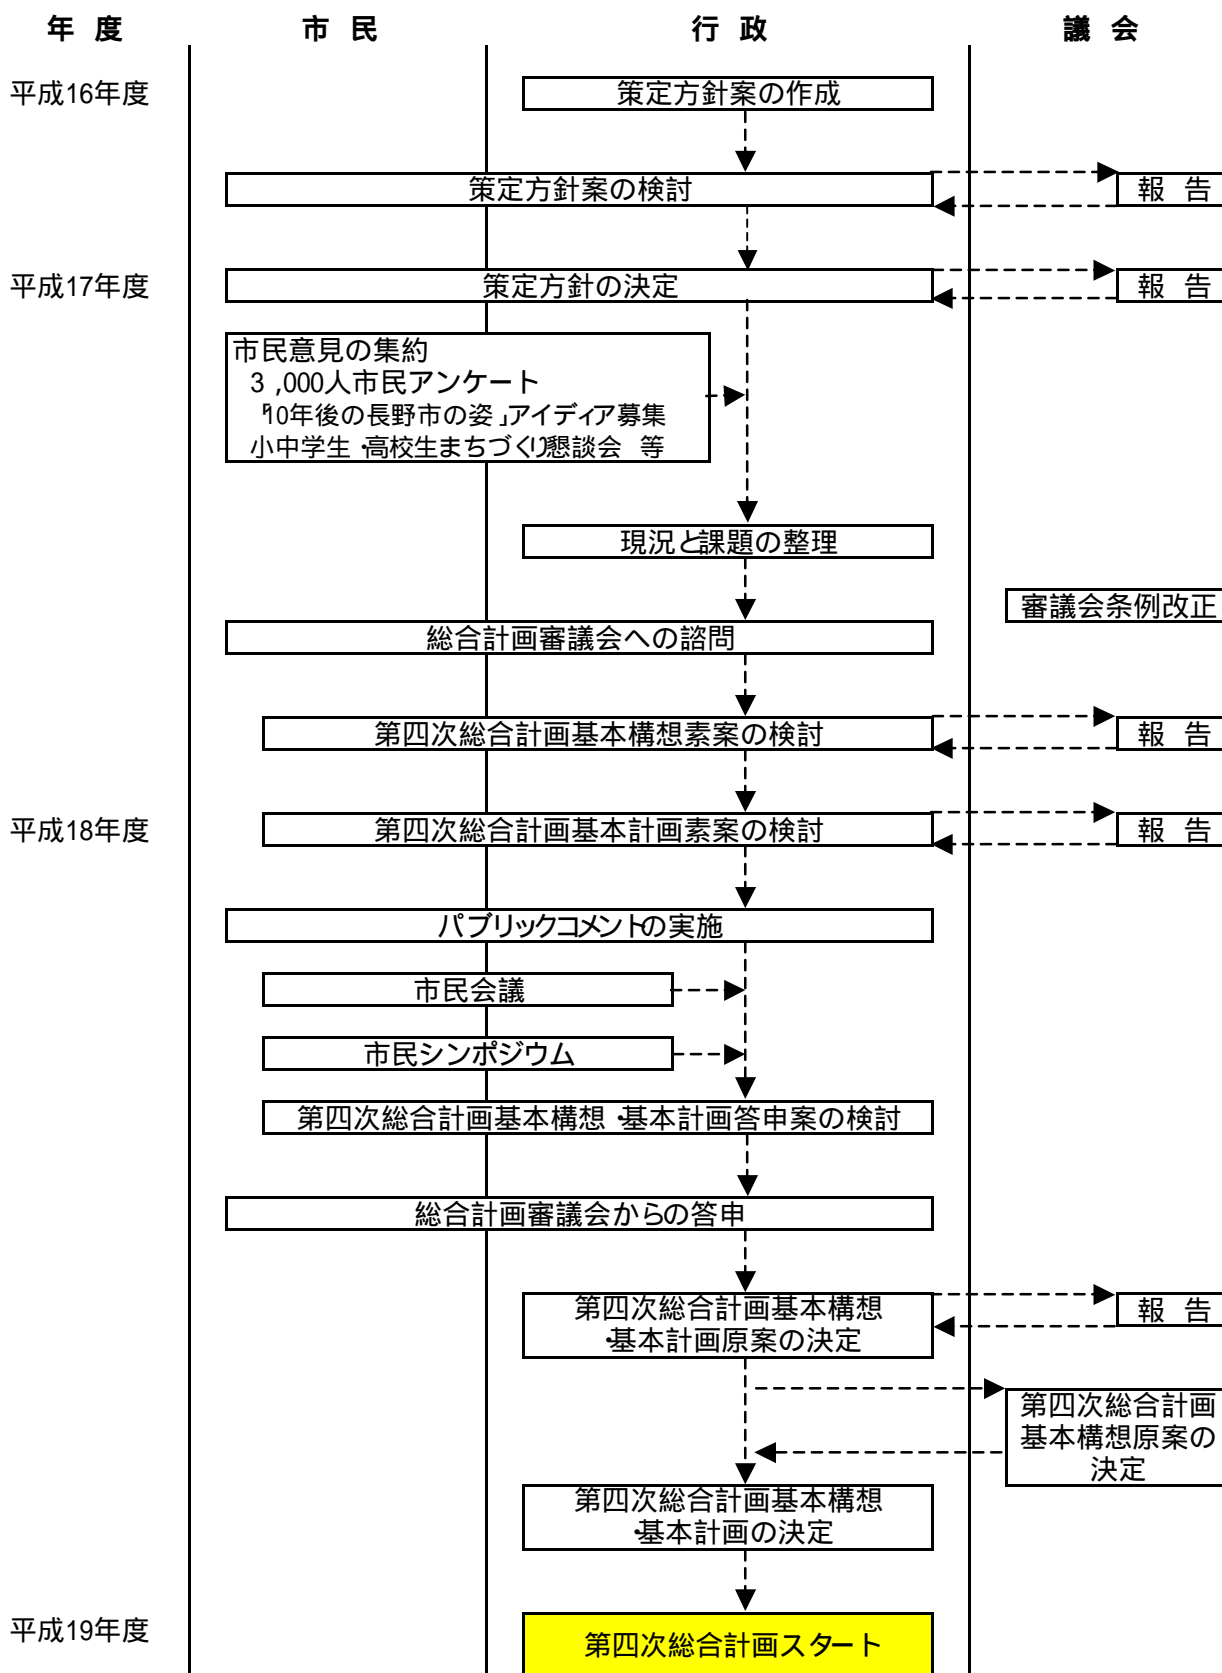 年 度
市 民
行 政
議 会
平成16年度
策定方針案の作成
策定方針案の検討
報 告
平成17年度
策定方針の決定
報 告
市民意見の集約
3,000人市民アンケート
「10年後の長野市の姿」アイディア募集
小中学生・高校生まちづくり懇談会 等
現況と課題の整理
審議会条例改正
総合計画審議会への諮問
第四次総合計画基本構想素案の検討
報 告
平成18年度
第四次総合計画基本計画素案の検討
報 告
パブリックコメントの実施
市民会議
市民シンポジウム
第四次総合計画基本構想・基本計画答申案の検討
総合計画審議会からの答申
第四次総合計画基本構想
・基本計画原案の決定
報 告
第四次総合計画
基本構想原案の
決定
第四次総合計画基本構想
・基本計画の決定
平成19年度
第四次総合計画スタート